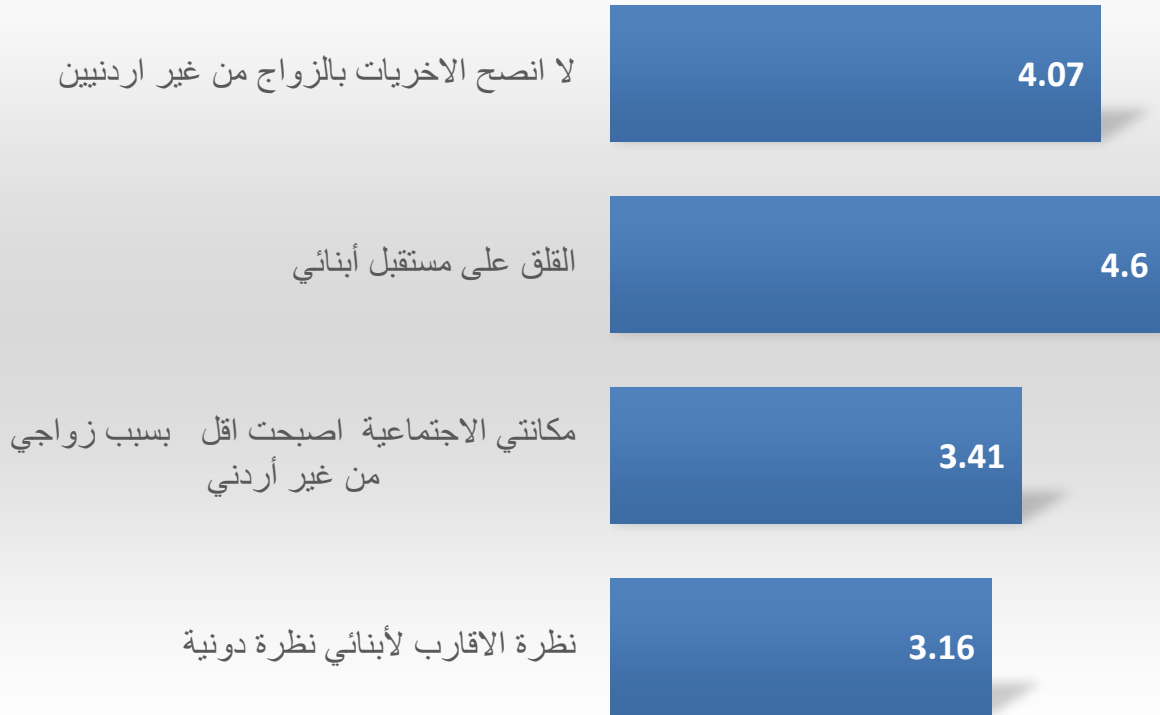 لا انصح الاخريات بالزواج من غير اردنيين
4.07
القلق على مستقبل أبنائي
4.6
مكانتي الاجتماعية اصبحت اقل بسبب زواجي
من غير أردني
3.41
نظرة الاقارب لأبنائي نظرة دونية
3.16